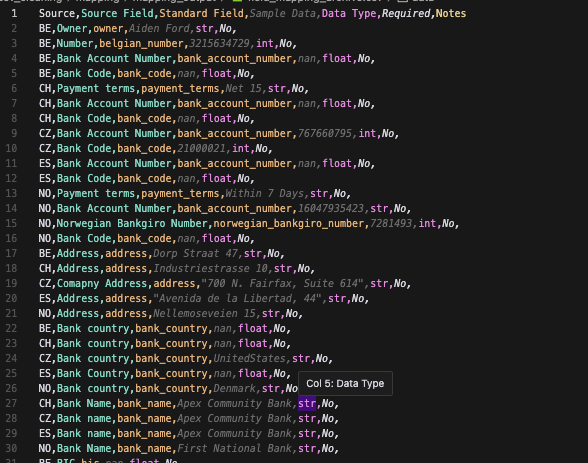 1 Source,Source Field,Standard Field,Sample Data,Data Type,Required,Notes
2 BE,Owner,owner,Aiden Ford,str,No,
3 BE,Number,belgian_number,3215634729,int,No,
4 BE,Bank Account Number,bank_account_number,nan,float,No,
5 BE,Bank Code,bank_code,nan,float,No,
6 CH,Payment terms,payment_terms,Net 15,str,No,
7 CH,Bank Account Number,bank_account_number,nan,float,No,
8 CH,Bank Code,bank_code,nan,float,No,
9 CZ,Bank Account Number,bank_account_number,767660795,int,No,
10 CZ,Bank Code,bank_code,21000021,int,No,
11 ES,Bank Account Number,bank_account_number,nan,float,No,
12 ES,Bank Code,bank_code,nan,float,No,
13 NO,Payment terms,payment_terms,Within 7 Days,str,No,
14 NO,Bank Account Number,bank_account_number,16047935423,str,No,
15 NO,Norwegian Bankgiro Number,norwegian_bankgiro_number,7281493,int,No,
16 NO,Bank Code,bank_code,nan,float,No,
17 BE,Address,address,Dorp Straat 47,str,No,
18 CH,Address,address,Industriestrasse 10,str,No,
19 CZ,Comapny Address,address,"700 N. Fairfax, Suite 614",str,No,
20 ES,Address,address,"Avenida de la Libertad, 44",str,No,
21 NO,Address,address,Nellemoseveien 15,str,No,
22 BE,Bank country,bank_country,nan,float,No,
23 CH,Bank country,bank_country,nan,float,No,
24 CZ,Bank country,bank_country,UnitedStates,str,No,
25 ES,Bank country,bank_country,nan,float,No,
26 NO,Bank country,bank_country,Denmark,str,No
Col 5: Data Type
27 CH,Bank Name,bank_name,Apex Community Bank,str,No,
28 CZ,Bank name,bank_name,Apex Community Bank,str,No,
29 ES,Bank name,bank_name,Apex Community Bank,str,No,
30 NO,Bank Name,bank_name,First National Bank,str,No,
31 BE,BIC,bic,nan,float,No,